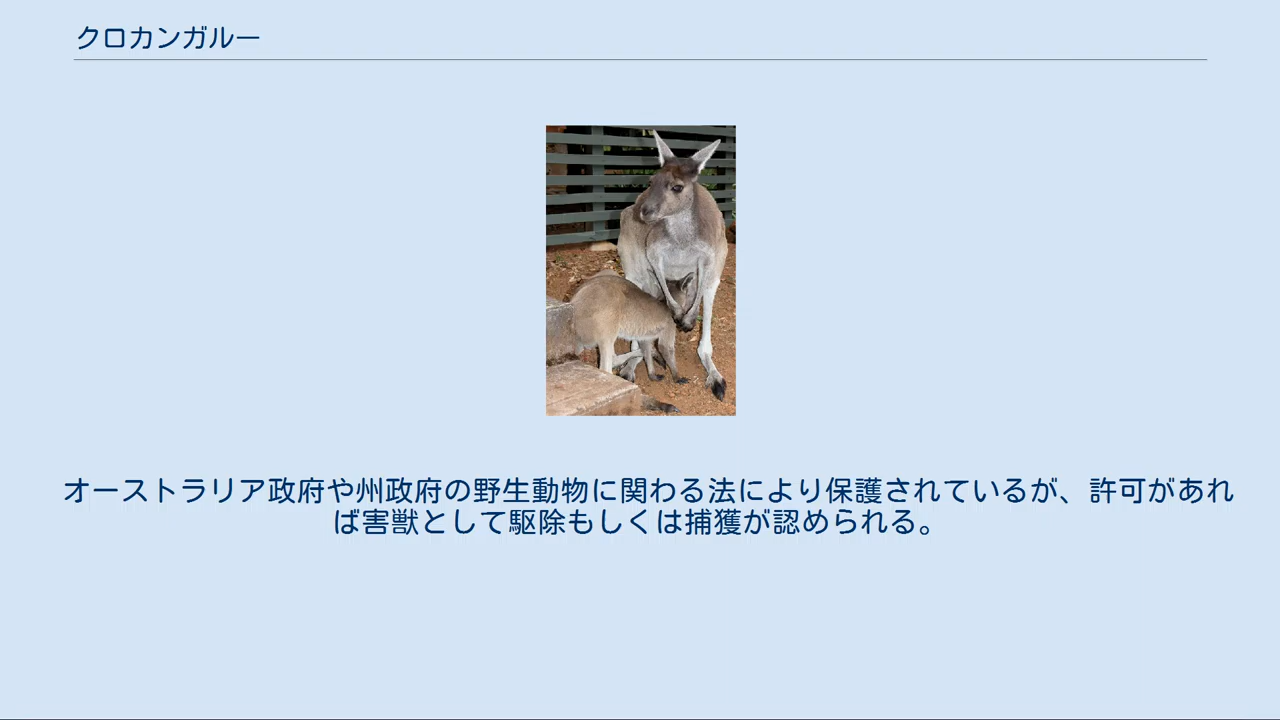 クロカンガルー
オーストラリア政府や州政府の野生動物に関わる法により保護されているが、許可があれ
ば害獣として駆除もしくは捕獲が認められる。